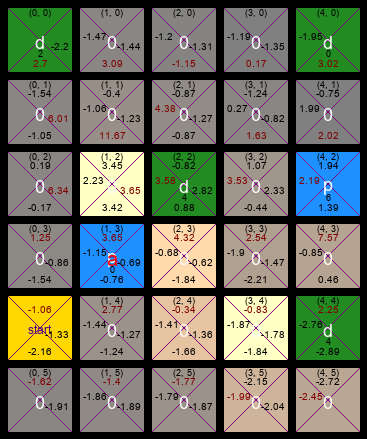 (0, 0) (1, 0) (2, 0) (3, 0) (4, 0)
d -2.2 -1.47 0 -1.44 -1.2 0 -1.31 -1.19 0 -1.35 -1.95 d
2 0
2.7 3.09 -1.15 0.17 3.02
(0, 1) (1, 1) (2, 1) (3, 1) (4, 1)
-1.54 -0.4 -0.87 -1.24 -0.75
0 6.01 -1.06 0 -1.23 4.38 0 -1.27 0.27 0 -0.82 1.99 0
-1.05 11.67 -0.87 1.63 2.02
(0, 2) (1, 2) (2, 2) (3, 2) (4, 2)
0.19 3.45 -0.82 1.07 1.94
0 6.34 2.23 3.65 3.58 d 2.82 3.53 0 2.33 2.19 p
4 6
-0.17 3.42 0.88 -0.44 1.39
(0, 3) (1, 3) (2, 3) (3, 3) (4, 3)
1.25 3.65 4.32 2.54 7.57
0 -0.86 -1.15 a -0.69 -0.68 -0.62 -1.9 0 -1.47 -0.85 0
0
-1.54 -0.76 -1.84 -2.21 0.46
(1, 4) (2, 4) (3, 4) (4, 4)
-1.06 2.77 -0.34 -0.83 2.25
start -1.33 -1.44 0 -1.27 -1.41 0 -1.36 -1.87 -1.78 -2.76 d
4
-2.16 -1.24 -1.66 -1.84 -2.89
(0, 5) (1, 5) (2, 5) (3, 5) (4, 5)
-1.62 -1.4 -1.77 -2.15 -2.72
0 -1.91 -1.86 0 -1.89 -1.79 0 -1.87 -1.99 0 -2.04 -2.45 0